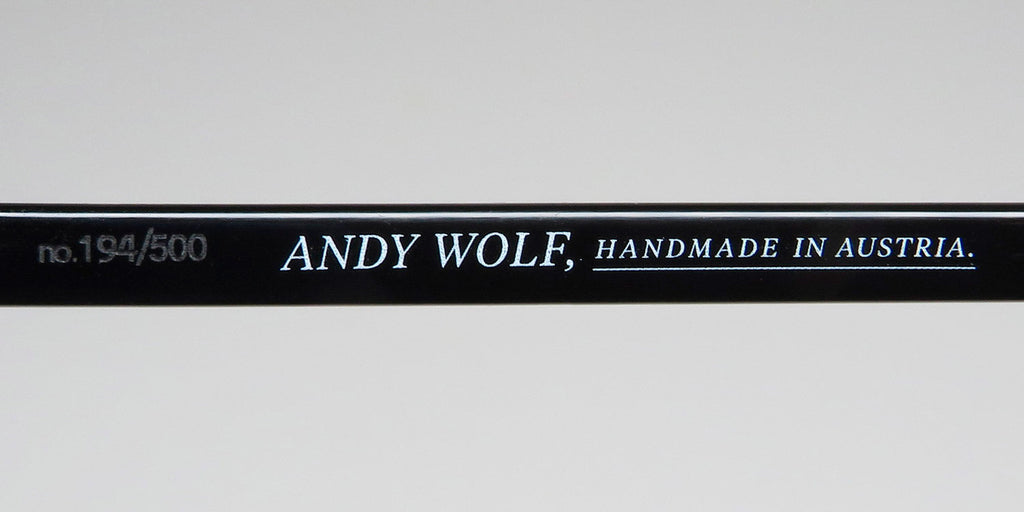 no.194/500 ANDY WOLF, HANDMADE IN AUSTRIA.